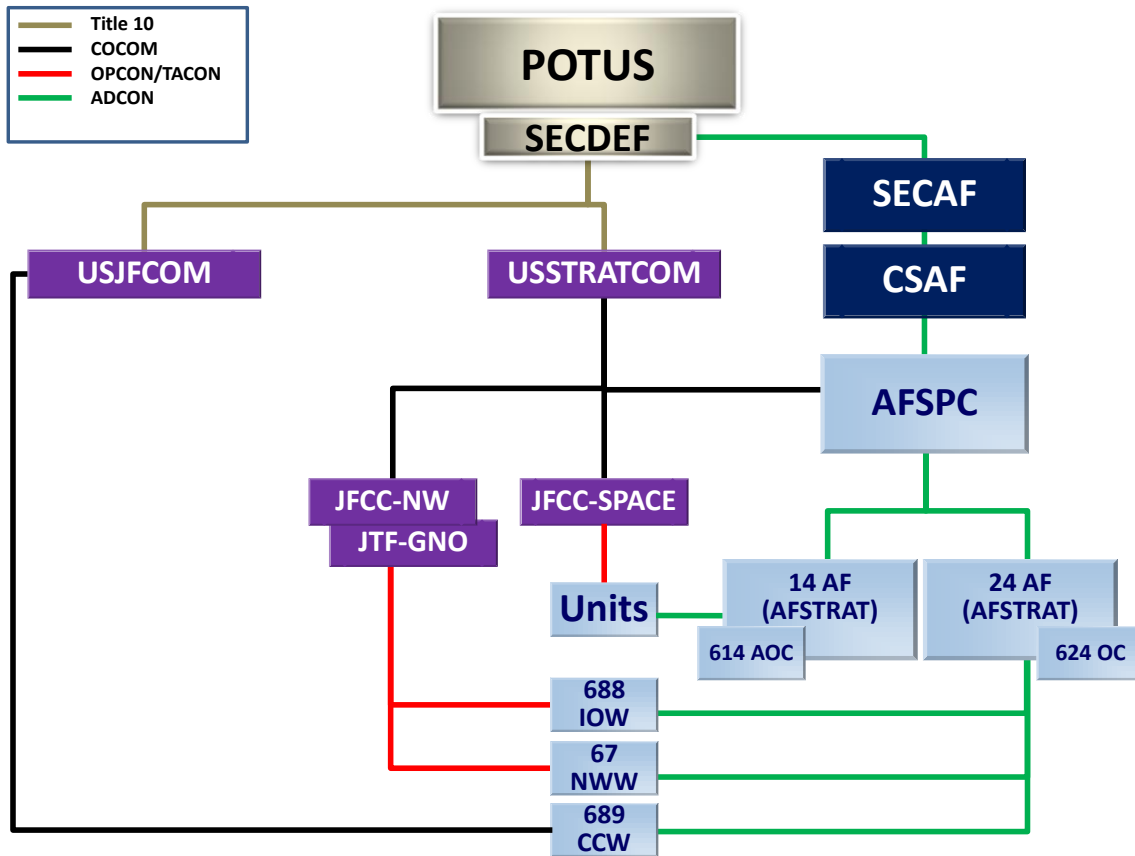 Title 10
COCOM
OPCON/TACON
ADCON
POTUS
SECDEF
SECAF
CSAF
USJFCOM
USSTRATCOM
AFSPC
JFCC-NW
JTF-GNO
JFCC-SPACE
Units
14 AF
(AFSTRAT)
614 AOC
24 AF
(AFSTRAT)
624 OC
688
IOW
67
NWW
689
CCW